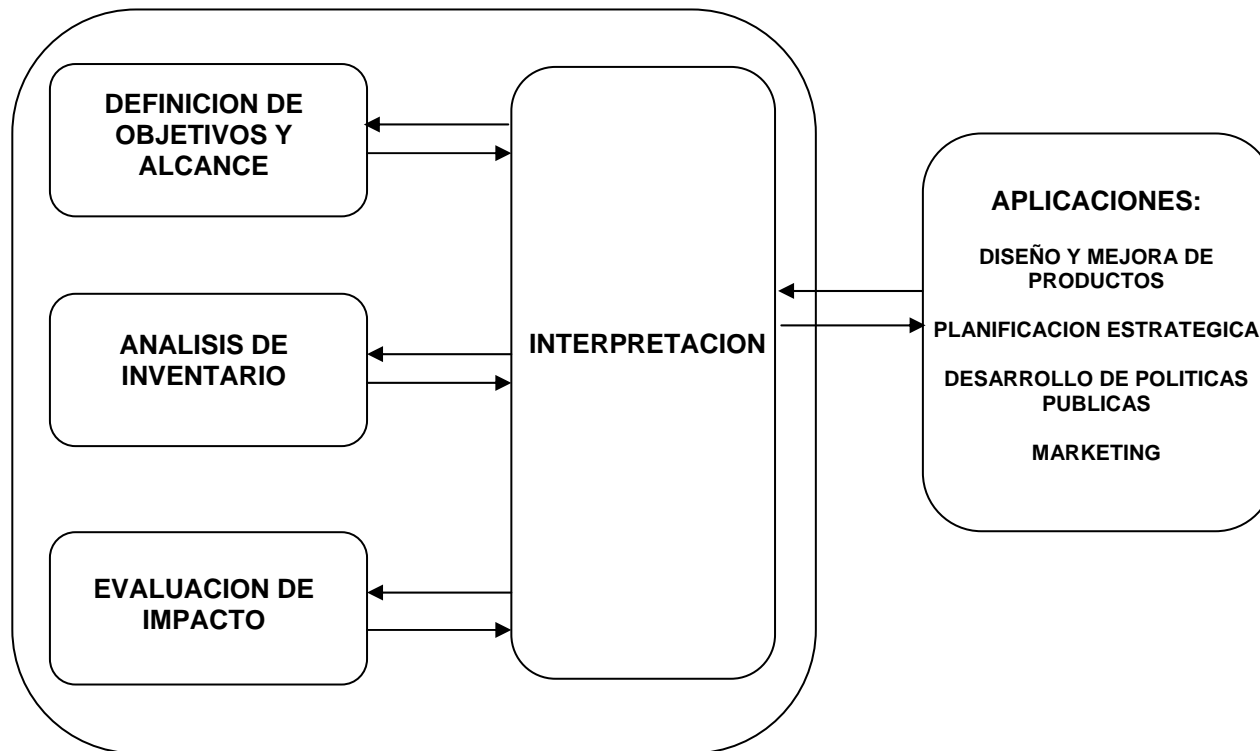 DEFINICION DE
OBJETIVOS Y
ALCANCE
ANALISIS DE
INVENTARIO
EVALUACION DE
IMPACTO
INTERPRETACION
APLICACIONES:
DISEÑO Y MEJORA DE
PRODUCTOS
PLANIFICACION ESTRATEGICA
DESARROLLO DE POLITICAS
PUBLICAS
MARKETING